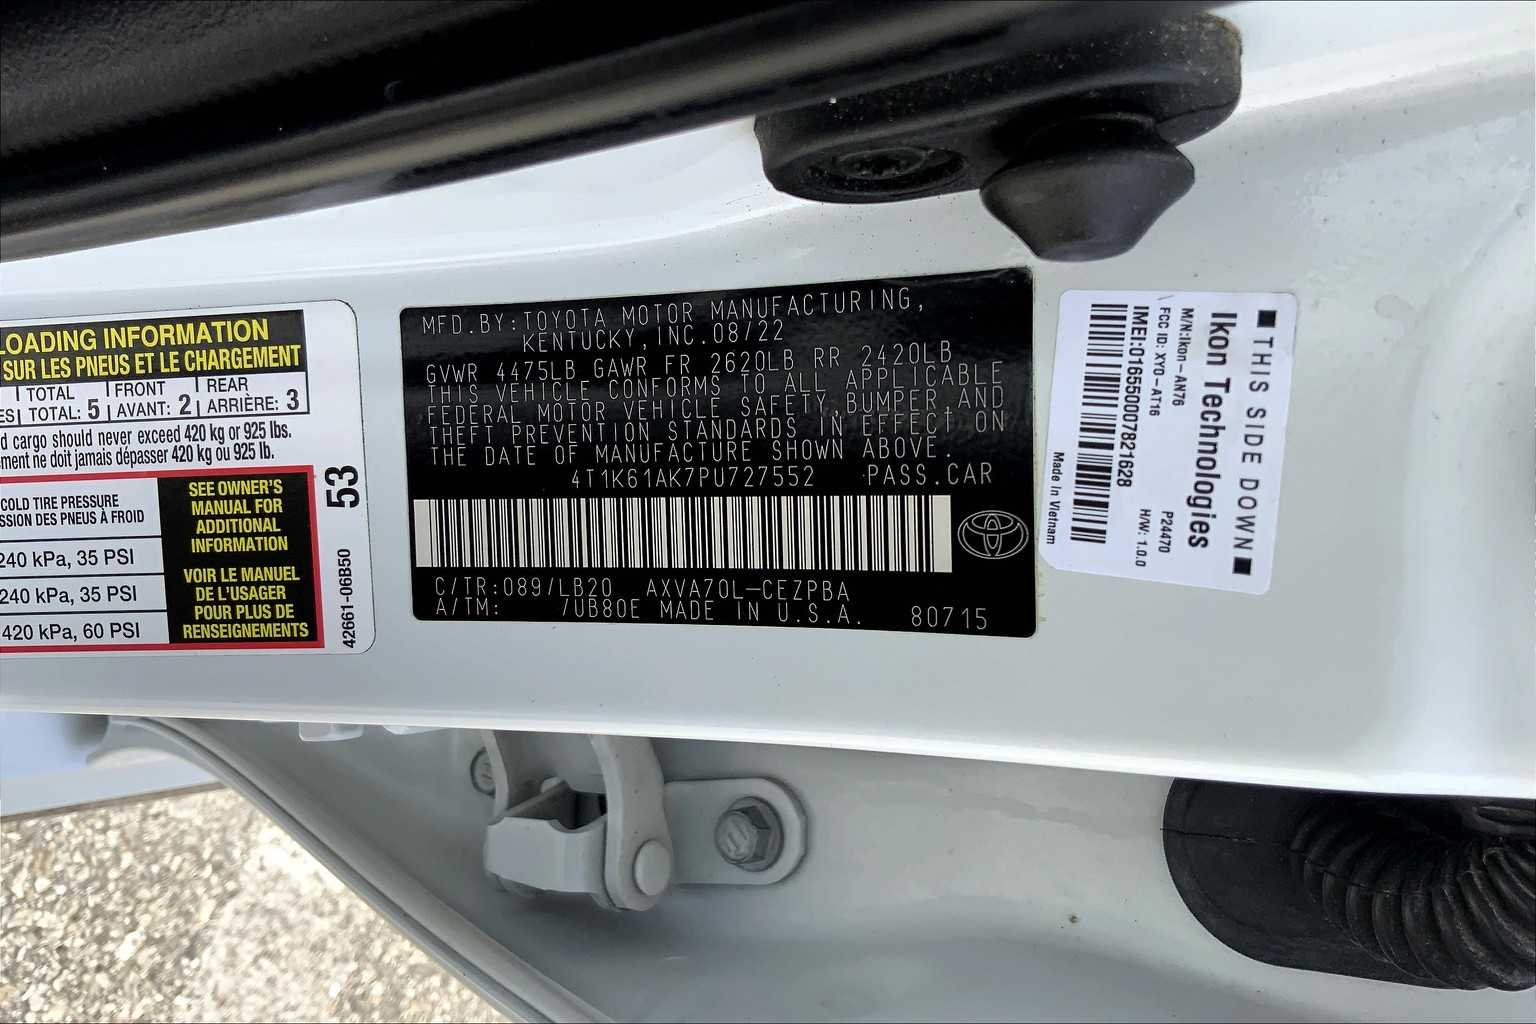 LOADING INFORMATION
SUR LES PNEUS ET LE CHARGEMENT
TOTAL FRONT REAR
TOTAL: 5 AVANT: 2 ARRIÈRE: 3
cargo should never exceed 420 kg or 925 lbs.
ne doit jamais dépasser 420 kg ou 925 lb.
COLD TIRE PRESSURE
DES PNEUS À FROID
240 kPa, 35 PSI
240 kPa, 35 PSI
420 kPa, 60 PSI
SEE OWNER'S
MANUAL FOR
ADDITIONAL
INFORMATION
VOIR LE MANUEL
DE L'USAGER
POUR PLUS DE
RENSEIGNEMENTS
53
42661-06B50
MFD.BY:TOYOTA MOTOR MANUFACTURING,
KENTUCKY,INC.08/22
GVWR 4475LB GAWR FR 2620LB RR 2420LB
THIS VEHICLE CONFORMS TO ALL APPLICABLE
FEDERAL MOTOR VEHICLE SAFETY,BUMPER,AND
THEFT PREVENTION STANDARDS IN EFFECT ON
THE DATE OF MANUFACTURE SHOWN ABOVE.
4T1K61AK7PU727552 PASS.CAR
C/TR:089/LB20 AXVA70L-CEZPBA
A/TM: /UB80E MADE IN U.S.A. 80715
THIS SIDE DOWN
Ikon Technologies
M/N:Ikon-AN76 P24470
FCC ID: XYO-AT16 H/W: 1.0.0
IMEI:016550007821628
Made In Vietnam